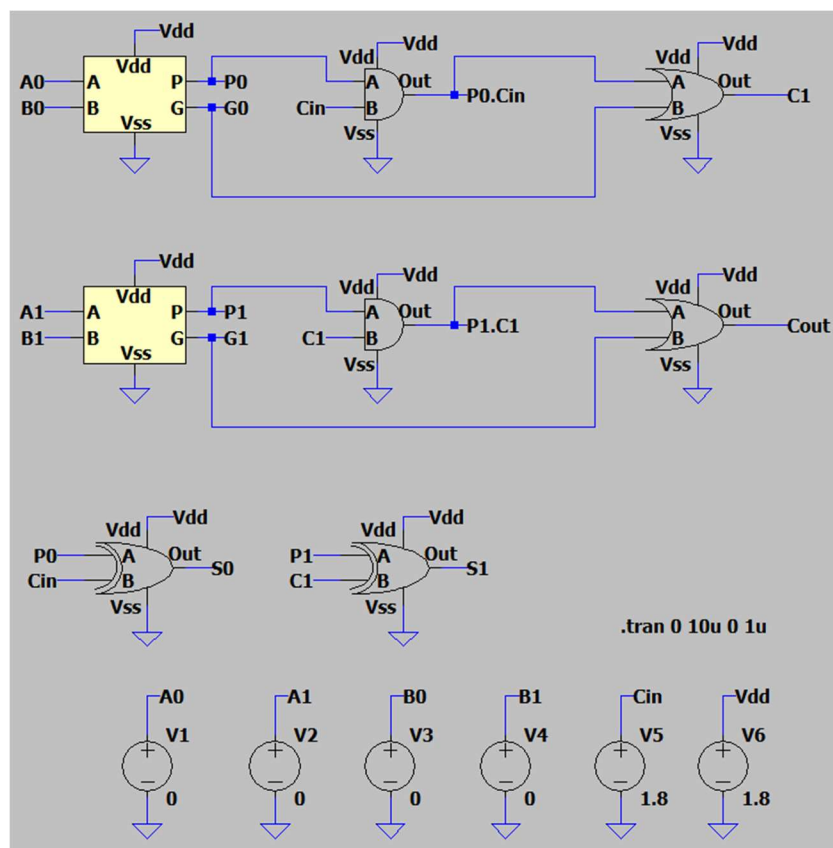 Vdd Vdd Vdd
Vdd Vdd Vdd
A0 A P P0 A Out A Out
B0 B G G0 Cin B P0.Cin B C1
Vss Vss Vss
Vdd Vdd Vdd
Vdd Vdd Vdd
A1 A P P1 A Out A Out
B1 B G G1 C1 B P1.C1 B Cout
Vss Vss Vss
Vdd Vdd
Vdd Vdd
P0 A Out P1 A Out
Cin B S0 C1 B S1
Vss Vss
.tran 0 10u 0 1u
A0 A1 B0 B1 Cin Vdd
V1 V2 V3 V4 V5 V6
0 0 0 0 1.8 1.8